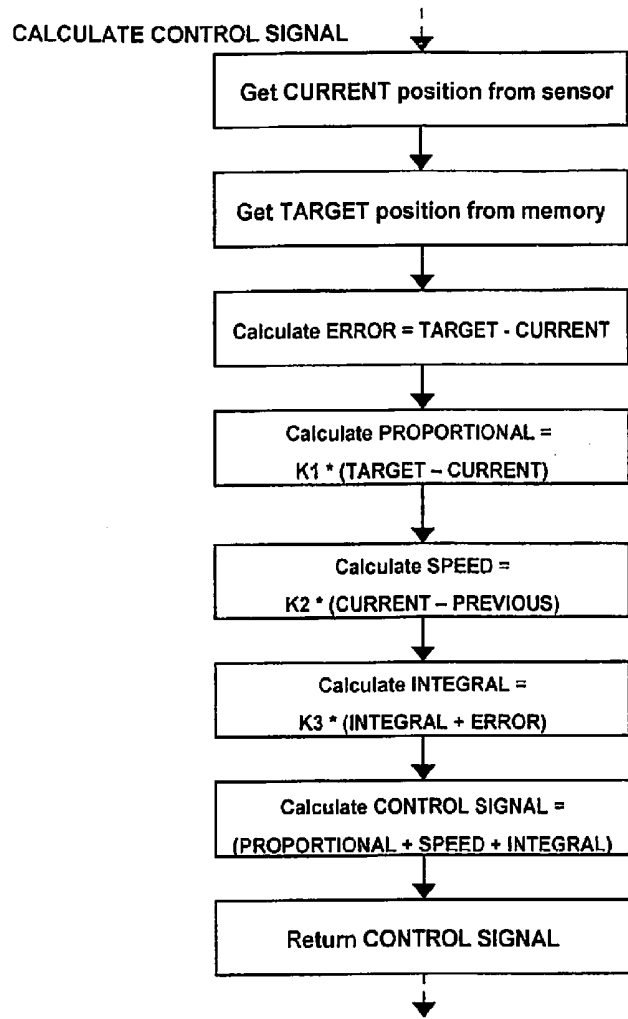 CALCULATE CONTROL SIGNAL
Get CURRENT position from sensor
Get TARGET position from memory
Calculate ERROR = TARGET - CURRENT
Calculate PROPORTIONAL =
K1 * (TARGET – CURRENT)
Calculate SPEED =
K2 * (CURRENT – PREVIOUS)
Calculate INTEGRAL =
K3 * (INTEGRAL + ERROR)
Calculate CONTROL SIGNAL =
(PROPORTIONAL + SPEED + INTEGRAL)
Return CONTROL SIGNAL